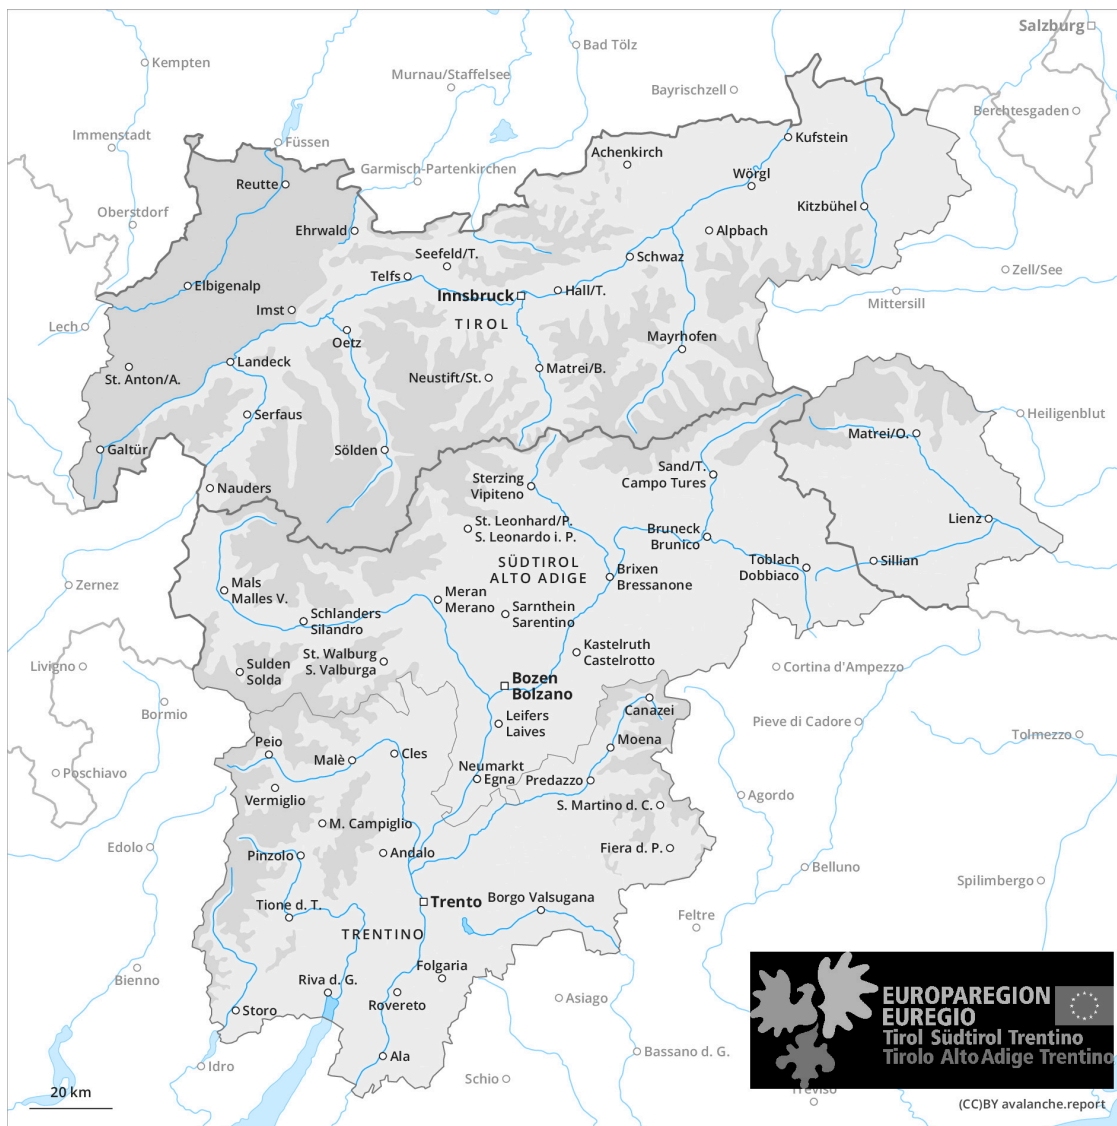 Salzburg
Bad Tölz
Kempten
Murnau/Staffelsee
Bayrischzell
Berchtesgaden
Immenstadt
Kufstein
Füssen
Achenkirch
Garmisch-Partenkirchen
Wörgl
Reutte
Kitzbühel
Oberstdorf
Ehrwald
Alpbach
Seefeld/T.
Schwaz
Zell/See
Telfs
Elbigenalp
Hall/T.
Innsbruck
Mittersill
Imst
TIROL
Lech
Oetz
Mayrhofen
Landeck
Matrei/B.
St. Anton/A.
Neustift/St.
Serfaus
Heiligenblut
Matrei/O.
Galtür
Sölden
Sand/T.
Campo Tures
Sterzing
Vipiteno
Nauders
Lienz
St. Leonhard/P.
S. Leonardo i. P.
Bruneck
Brunico
SÜDTIROL
ALTO ADIGE
Toblach
Dobbiaco
Sillian
Brixen
Bressanone
Zernez
Mals
Malles V.
Meran
Merano
Sarnthein
Sarentino
Schlanders
Silandro
Kastelruth
Castelrotto
St. Walburg
S. Valburga
Livigno
Sulden
Solda
Cortina d'Ampezzo
Bozen
Bolzano
Bormio
Canazei
Leifers
Laives
Pieve di Cadore
Tolmezzo
Moena
Peio
Cles
Malè
Neumarkt
Egna
Poschiavo
Predazzo
Vermiglio
S. Martino d. C.
Agordo
M. Campiglio
Edolo
Pinzolo
Andalo
Fiera d. P.
Belluno
Spilimbergo
Borgo Valsugana
Trento
Tione d. T.
Feltre
TRENTINO
Folgaria
Bienno
Riva d. G.
Rovereto
Asiago
Storo
EUROPAREGION
EUREGIO
Tirol Südtirol Trentino
Tirolo Alto Adige Trentino
Ala
Bassano d. G.
Idro
Schio
Treviso
20 km
(CC)BY avalanche.report